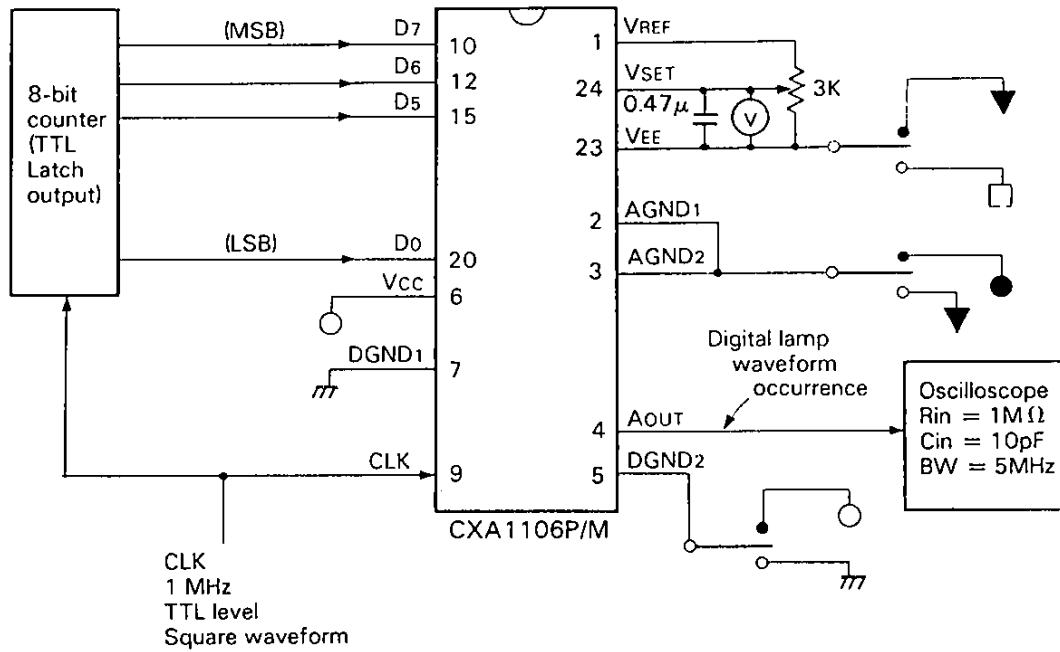 8-bit
counter
(TTL
Latch
output)
(MSB)
D7
D6
D5
(LSB)
D0
VCC
DGND1
CLK
10
12
15
20
6
7
9
1
24
23
2
3
4
5
CXA1106P/M
VREF
VSET
0.47μ
V
3K
VEE
AGND1
AGND2
Digital lamp
waveform
occurrence
AOUT
DGND2
Oscilloscope
Rin = 1MΩ
Cin = 10pF
BW = 5MHz
CLK
1 MHz
TTL level
Square waveform